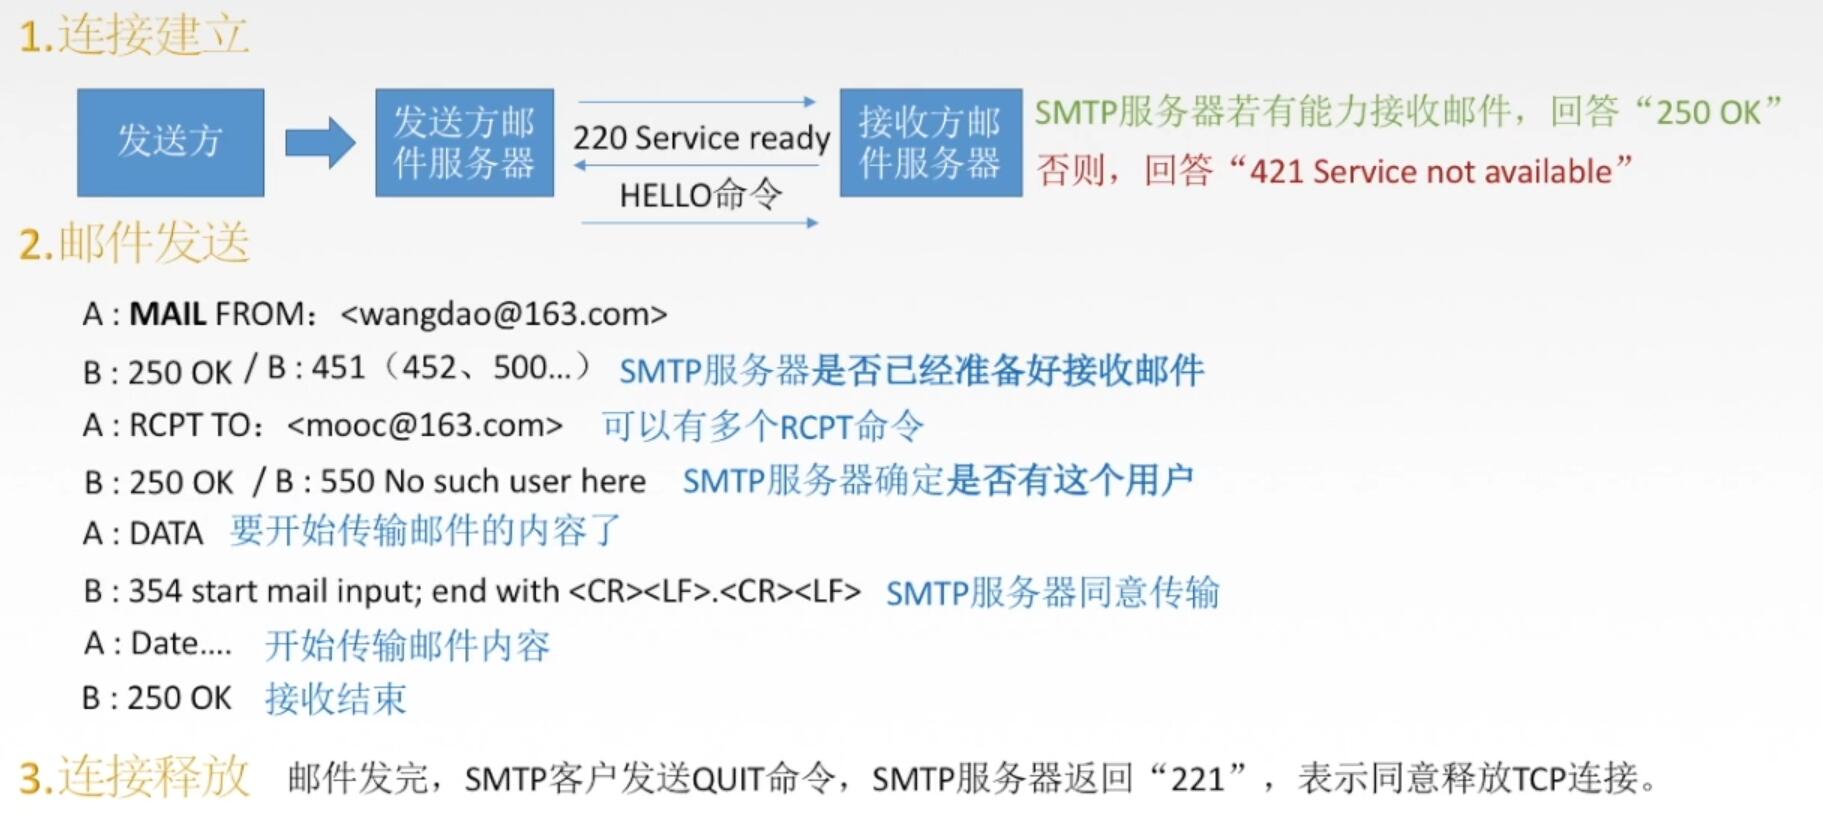 1.连接建立
发送方
发送方邮
件服务器
220 Service ready
HELLO命令
接收方邮
件服务器
SMTP服务器若有能力接收邮件，回答“250 OK”
否则，回答“421 Service not available”
2.邮件发送
A : MAIL FROM：<wangdao@163.com>
B : 250 OK / B : 451（452、500...） SMTP服务器是否已经准备好接收邮件
A : RCPT TO：<mooc@163.com> 可以有多个RCPT命令
B : 250 OK / B : 550 No such user here SMTP服务器确定是否有这个用户
A : DATA 要开始传输邮件的内容了
B : 354 start mail input; end with <CR><LF>.<CR><LF> SMTP服务器同意传输
A : Date.... 开始传输邮件内容
B : 250 OK 接收结束
3.连接释放 邮件发完，SMTP客户发送QUIT命令，SMTP服务器返回“221”，表示同意释放TCP连接。